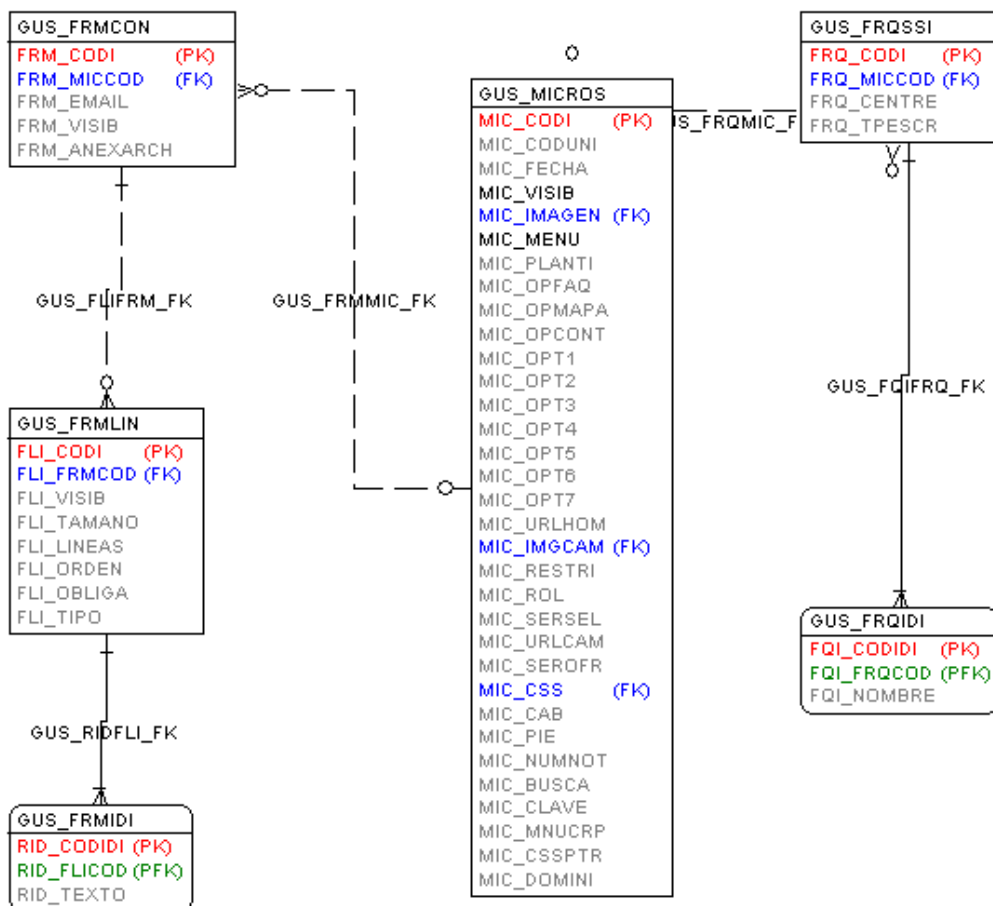 GUS_FRMCON
FRM_CODI (PK)
FRM_MICCOD (FK)
FRM_EMAIL
FRM_VISIB
FRM_ANEXARCH
GUS_FLIFRM_FK
GUS_FRMLIN
FLI_CODI (PK)
FLI_FRMCOD (FK)
FLI_VISIB
FLI_TAMANO
FLI_LINEAS
FLI_ORDEN
FLI_OBLIGA
FLI_TIPO
GUS_RIDFLI_FK
GUS_FRMIDI
RID_CODIDI (PK)
RID_FLICOD (PFK)
RID_TEXTO
GUS_FRMMIC_FK
GUS_MICROS
MIC_CODI (PK)
MIC_CODUNI
MIC_FECHA
MIC_VISIB
MIC_IMAGEN (FK)
MIC_MENU
MIC_PLANTI
MIC_OPFAQ
MIC_OPMAPA
MIC_OPCONT
MIC_OPT1
MIC_OPT2
MIC_OPT3
MIC_OPT4
MIC_OPT5
MIC_OPT6
MIC_OPT7
MIC_URLHOM
MIC_IMGCAM (FK)
MIC_RESTRI
MIC_ROL
MIC_SERSEL
MIC_URLCAM
MIC_SEROFR
MIC_CSS (FK)
MIC_CAB
MIC_PIE
MIC_NUMNOT
MIC_BUSCA
MIC_CLAVE
MIC_MNUCRP
MIC_CSSPTR
MIC_DOMINI
S_FRQMIC_F
GUS_FRQSSI
FRQ_CODI (PK)
FRQ_MICCOD (FK)
FRQ_CENTRE
FRQ_TPESCR
GUS_FQIFRQ_FK
GUS_FRQIDI
FQI_CODIDI (PK)
FQI_FRQCOD (PFK)
FQI_NOMBRE